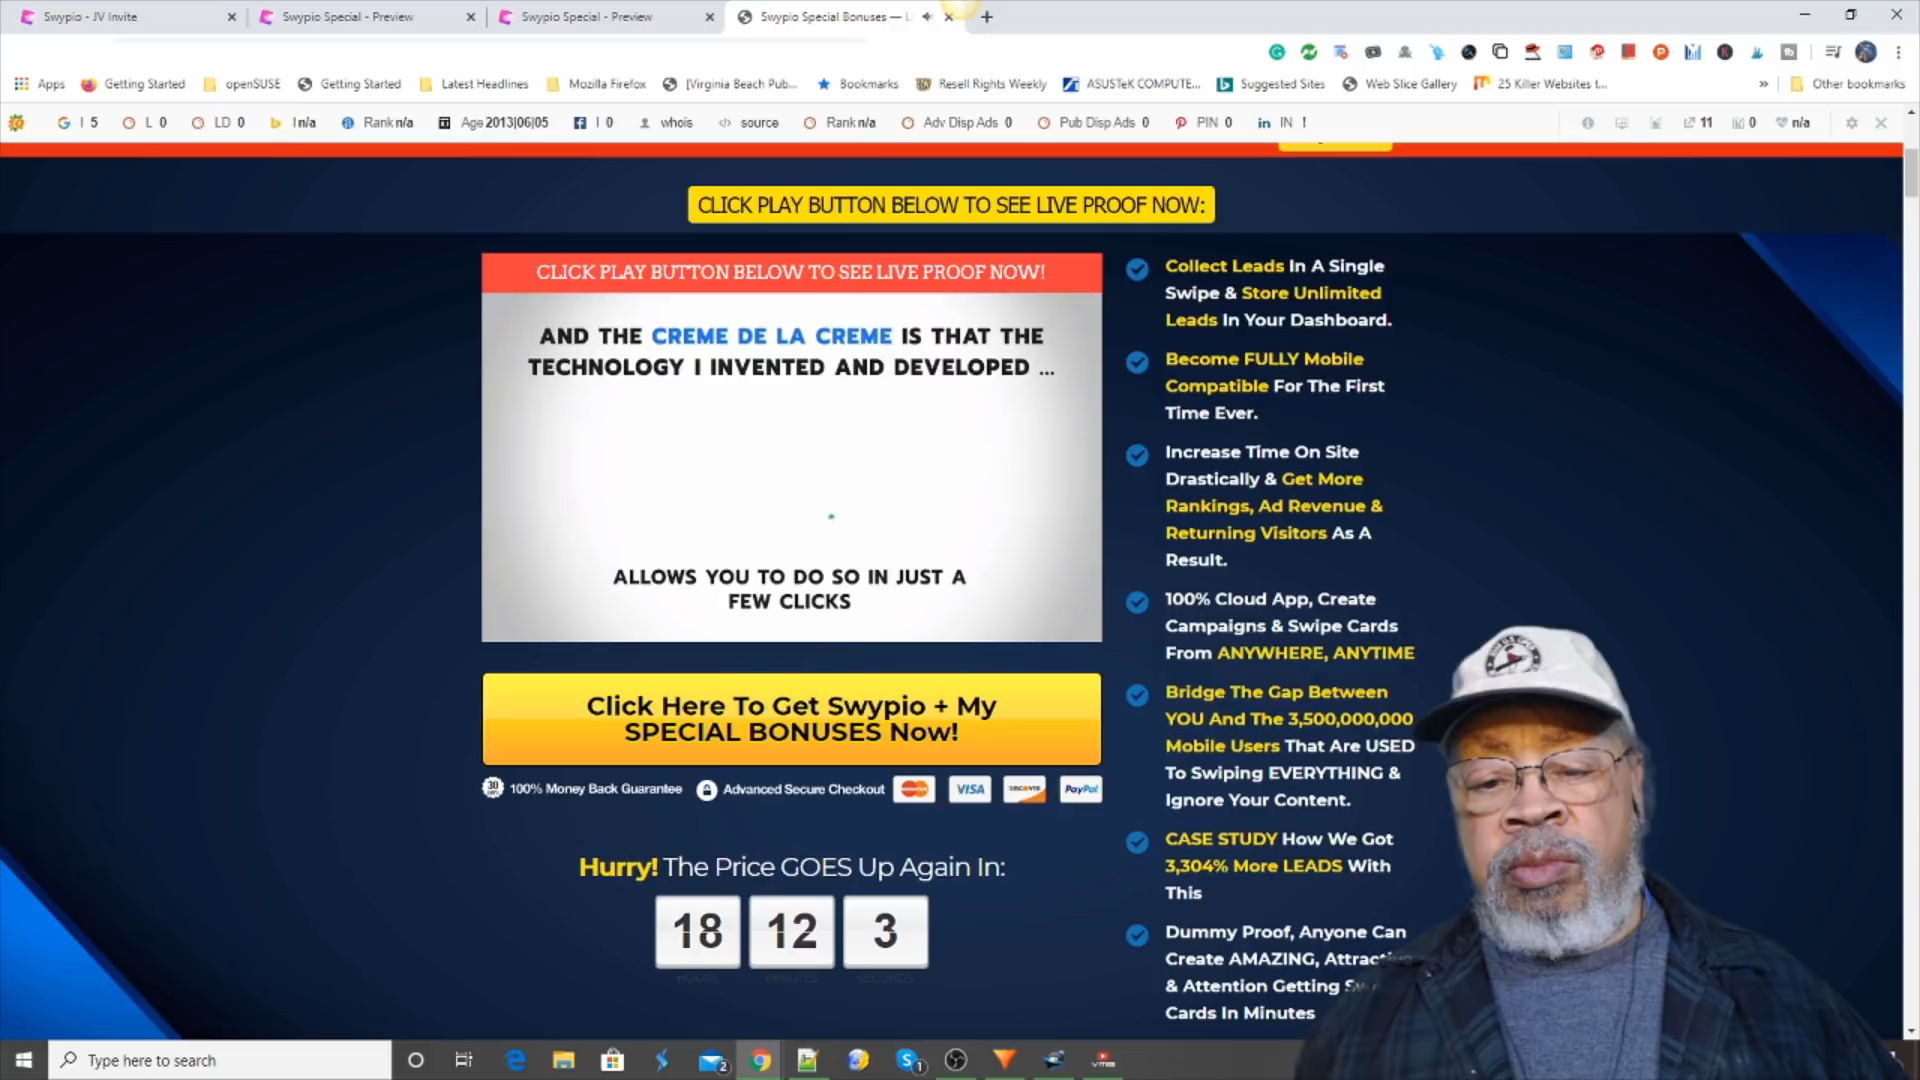 Swypio - JV Invite
Swypio Special - Preview
Swypio Special - Preview
Swypio Special Bonuses — L
Apps
Getting Started
openSUSE
Getting Started
Latest Headlines
Mozilla Firefox
[Virginia Beach Pub...
Bookmarks
Resell Rights Weekly
ASUSTeK COMPUTE...
Suggested Sites
Web Slice Gallery
25 Killer Websites t...
»
Other bookmarks
I 5
L 0
LD 0
I n/a
Rank n/a
Age 2013|06|05
I 0
whois
source
Rank n/a
Adv Disp Ads 0
Pub Disp Ads 0
PIN 0
in IN !
11
0
n/a
CLICK PLAY BUTTON BELOW TO SEE LIVE PROOF NOW:
CLICK PLAY BUTTON BELOW TO SEE LIVE PROOF NOW!
AND THE CREME DE LA CREME IS THAT THE
TECHNOLOGY I INVENTED AND DEVELOPED ...
ALLOWS YOU TO DO SO IN JUST A
FEW CLICKS
Click Here To Get Swypio + My
SPECIAL BONUSES Now!
100% Money Back Guarantee
Advanced Secure Checkout
VISA
DISCOVER
PayPal
Hurry! The Price GOES Up Again In:
18 12 3
HOURS MINUTES SECONDS
Collect Leads In A Single
Swipe & Store Unlimited
Leads In Your Dashboard.
Become FULLY Mobile
Compatible For The First
Time Ever.
Increase Time On Site
Drastically & Get More
Rankings, Ad Revenue &
Returning Visitors As A
Result.
100% Cloud App, Create
Campaigns & Swipe Cards
From ANYWHERE, ANYTIME
Bridge The Gap Between
YOU And The 3,500,000,000
Mobile Users That Are USED
To Swiping EVERYTHING &
Ignore Your Content.
CASE STUDY How We Got
3,304% More LEADS With
This
Dummy Proof, Anyone Can
Create AMAZING, Attracti
& Attention Getting Sw
Cards In Minutes
Type here to search
2
1